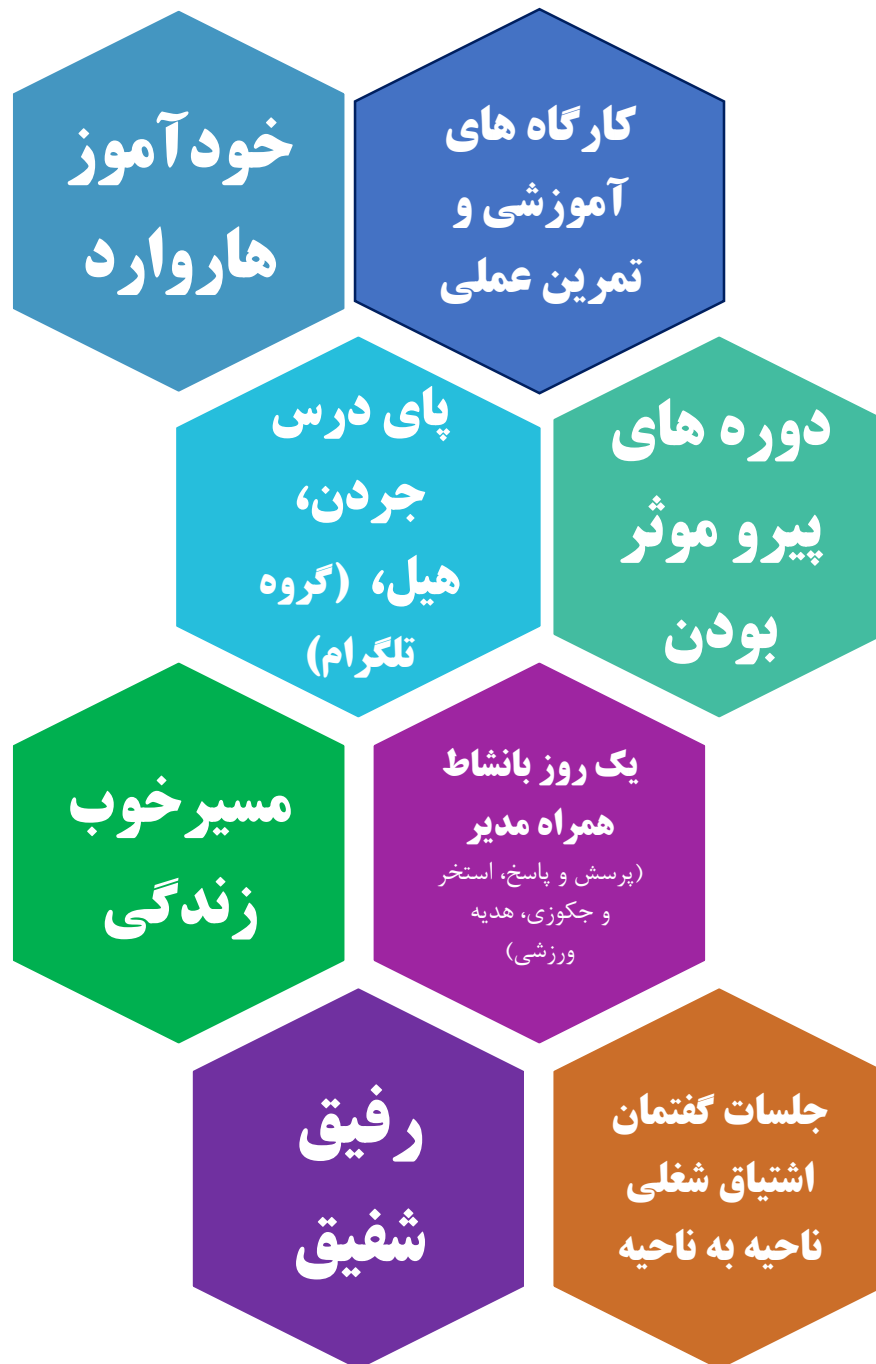 کارگاه های
آموزشی و
تمرین عملی
خودآموز
هاروارد
دوره های
پیرو موثر
بودن
پای درس
جردن،
هیل، (گروه
تلگرام)
یک روز بانشاط
همراه مدیر
(پرسش و پاسخ، استخر
و جکوزی، هدیه
ورزشی)
مسیرخوب
زندگی
جلسات گفتمان
اشتیاق شغلی
ناحیه به ناحیه
رفیق
شفیق